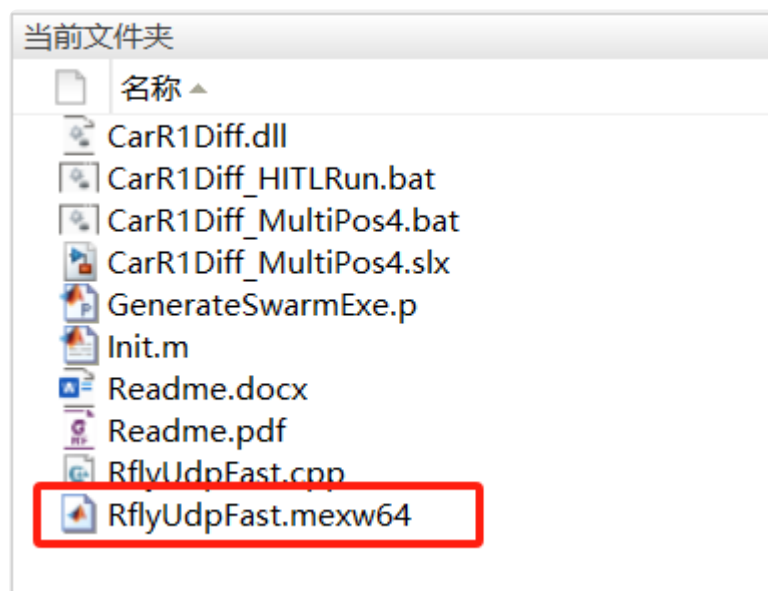 当前文件夹
名称
CarR1Diff.dll
CarR1Diff_HITLRun.bat
CarR1Diff_MultiPos4.bat
CarR1Diff_MultiPos4.slx
GenerateSwarmExe.p
Init.m
Readme.docx
Readme.pdf
RflyUdpFast.cpp
RflyUdpFast.mexw64